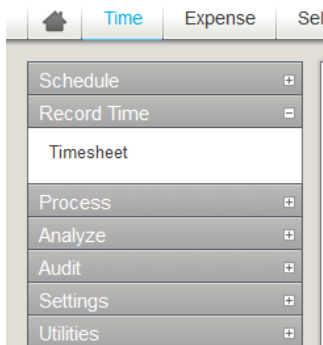 Time Expense
Schedule
Record Time
Timesheet
Process
Analyze
Audit
Settings
Utilities